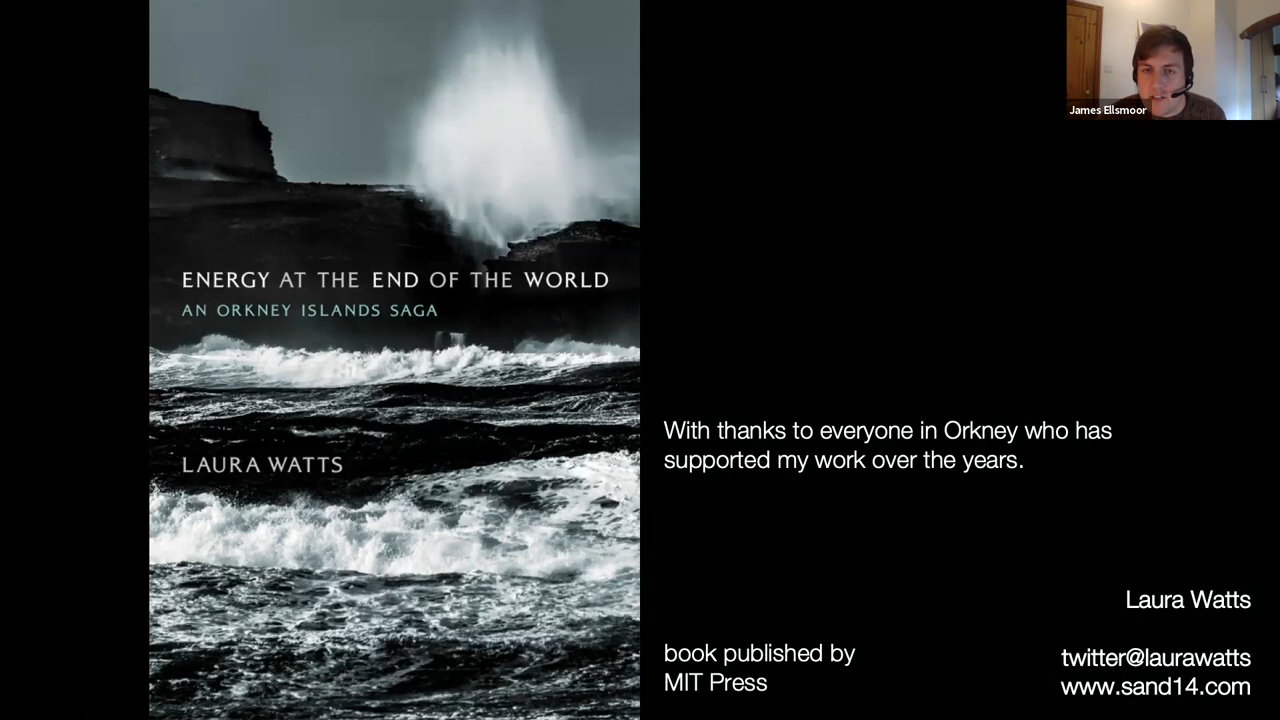 James Ellsmoor
ENERGY AT THE END OF THE WORLD
AN ORKNEY ISLANDS SAGA
LAURA WATTS
With thanks to everyone in Orkney who has
supported my work over the years.
Laura Watts
book published by
MIT Press
twitter@laurawatts
www.sand14.com